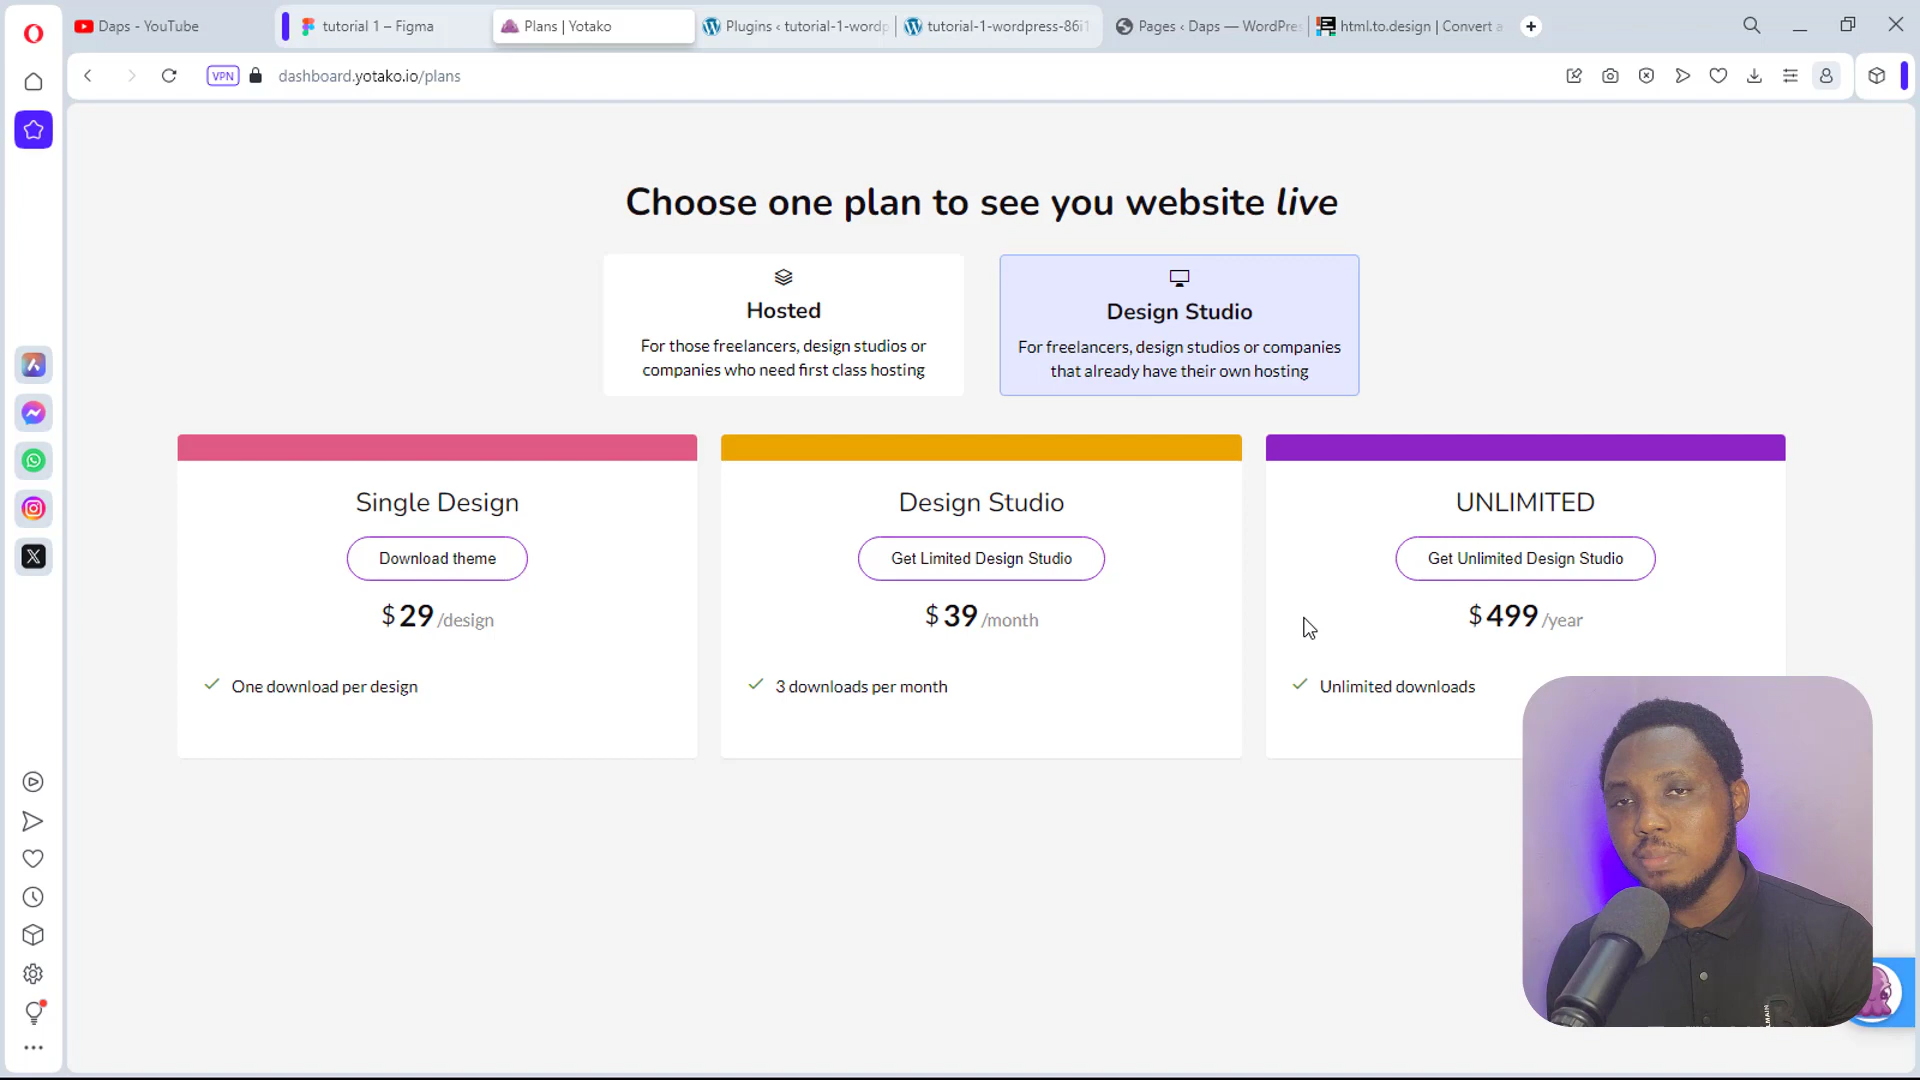 Daps - YouTube
tutorial 1 – Figma
Plans | Yotako
Plugins ‹ tutorial-1-wordp
tutorial-1-wordpress-86i1
Pages ‹ Daps — WordPre
html.to.design | Convert a
VPN
dashboard.yotako.io/plans
Choose one plan to see you website live
Hosted
For those freelancers, design studios or
companies who need first class hosting
Design Studio
For freelancers, design studios or companies
that already have their own hosting
Single Design
Download theme
$ 29 /design
One download per design
Design Studio
Get Limited Design Studio
$ 39 /month
3 downloads per month
UNLIMITED
Get Unlimited Design Studio
$ 499 /year
Unlimited downloads